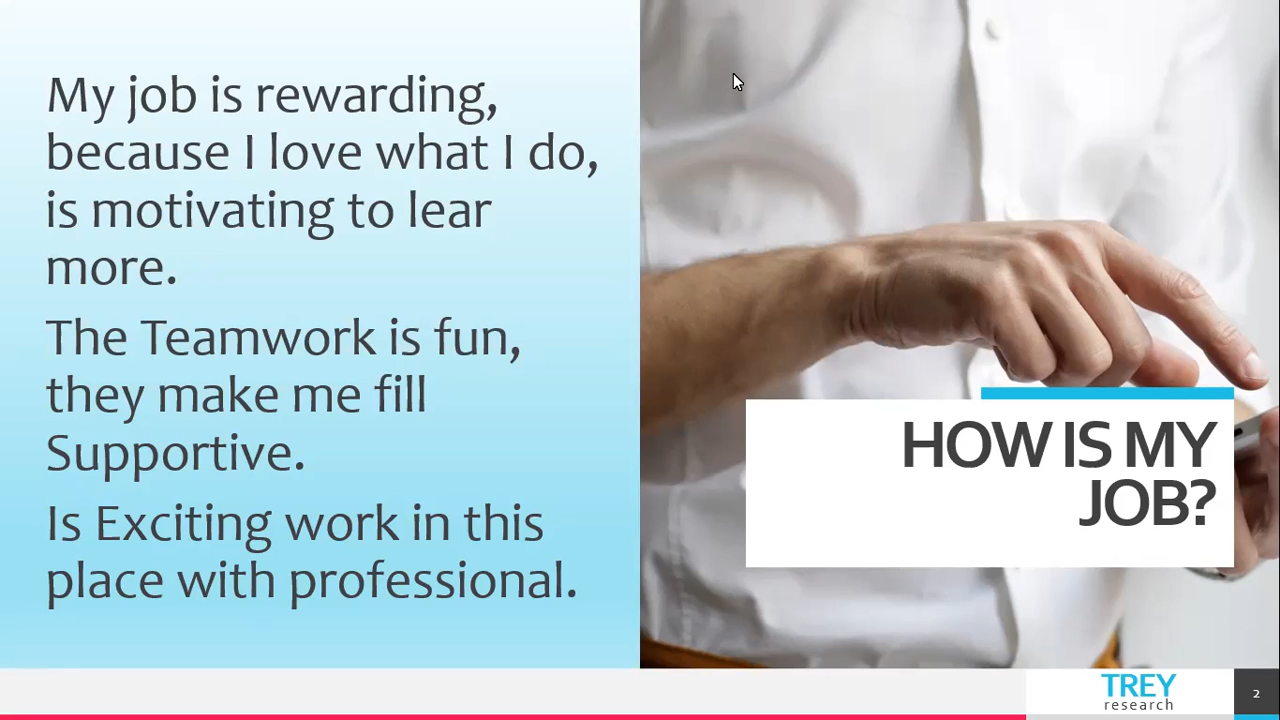 My job is rewarding,
because I love what I do,
is motivating to lear
more.
The Teamwork is fun,
they make me fill
Supportive.
Is Exciting work in this
place with professional.
HOW IS MY
JOB?
TREY
research
2